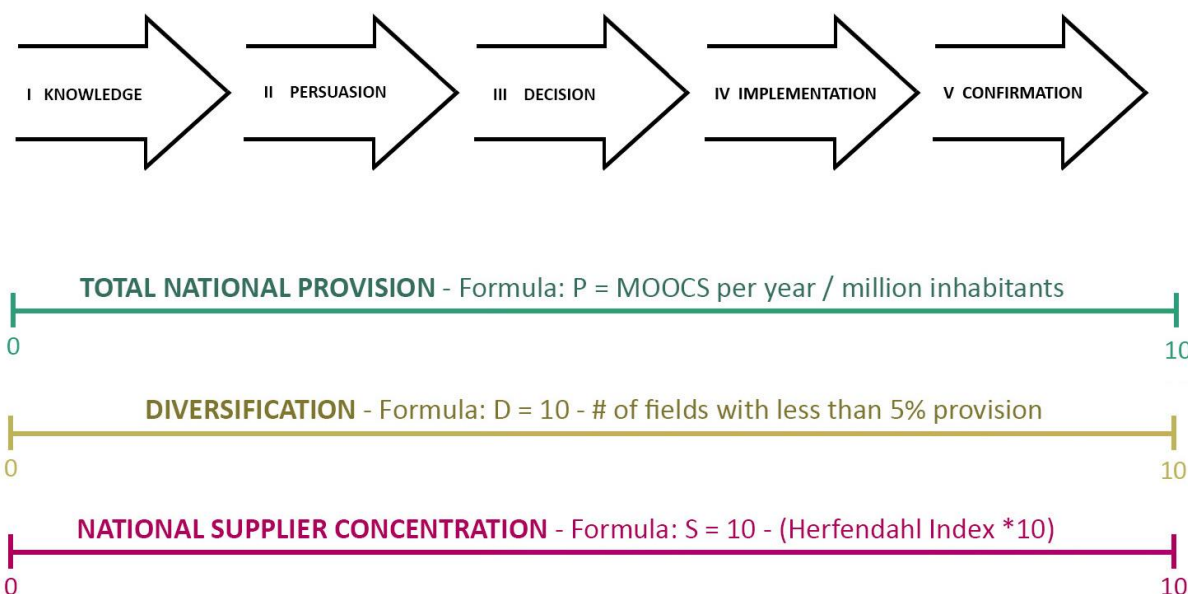 I KNOWLEDGE
II PERSUASION
III DECISION
IV IMPLEMENTATION
V CONFIRMATION
TOTAL NATIONAL PROVISION - Formula: P = MOOCS per year / million inhabitants
0
10
DIVERSIFICATION - Formula: D = 10 - # of fields with less than 5% provision
0
10
NATIONAL SUPPLIER CONCENTRATION - Formula: S = 10 - (Herfendahl Index *10)
0
10